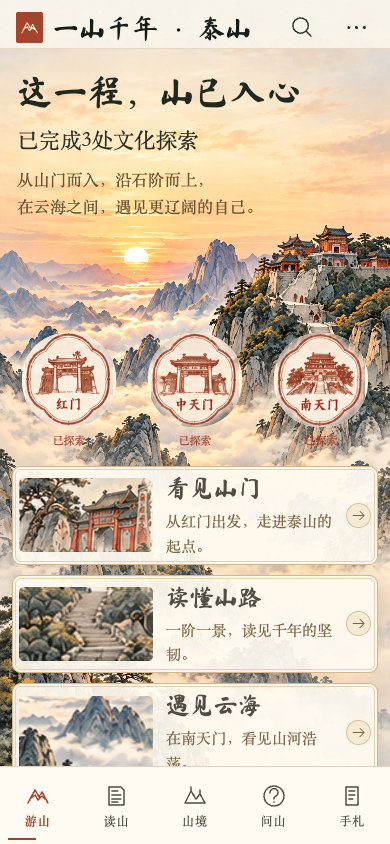 一山千年 · 泰山
这一程，山已入心
已完成3处文化探索
从山门而入，沿石阶而上，
在云海之间，遇见更辽阔的自己。
红门
中天门
南天门
已探索
已探索
已探索
看见山门
从红门出发，走进泰山的
起点。
读懂山路
一阶一景，读见千年的坚
韧。
遇见云海
在南天门，看见山河浩
荡。
游山
读山
山境
问山
手札